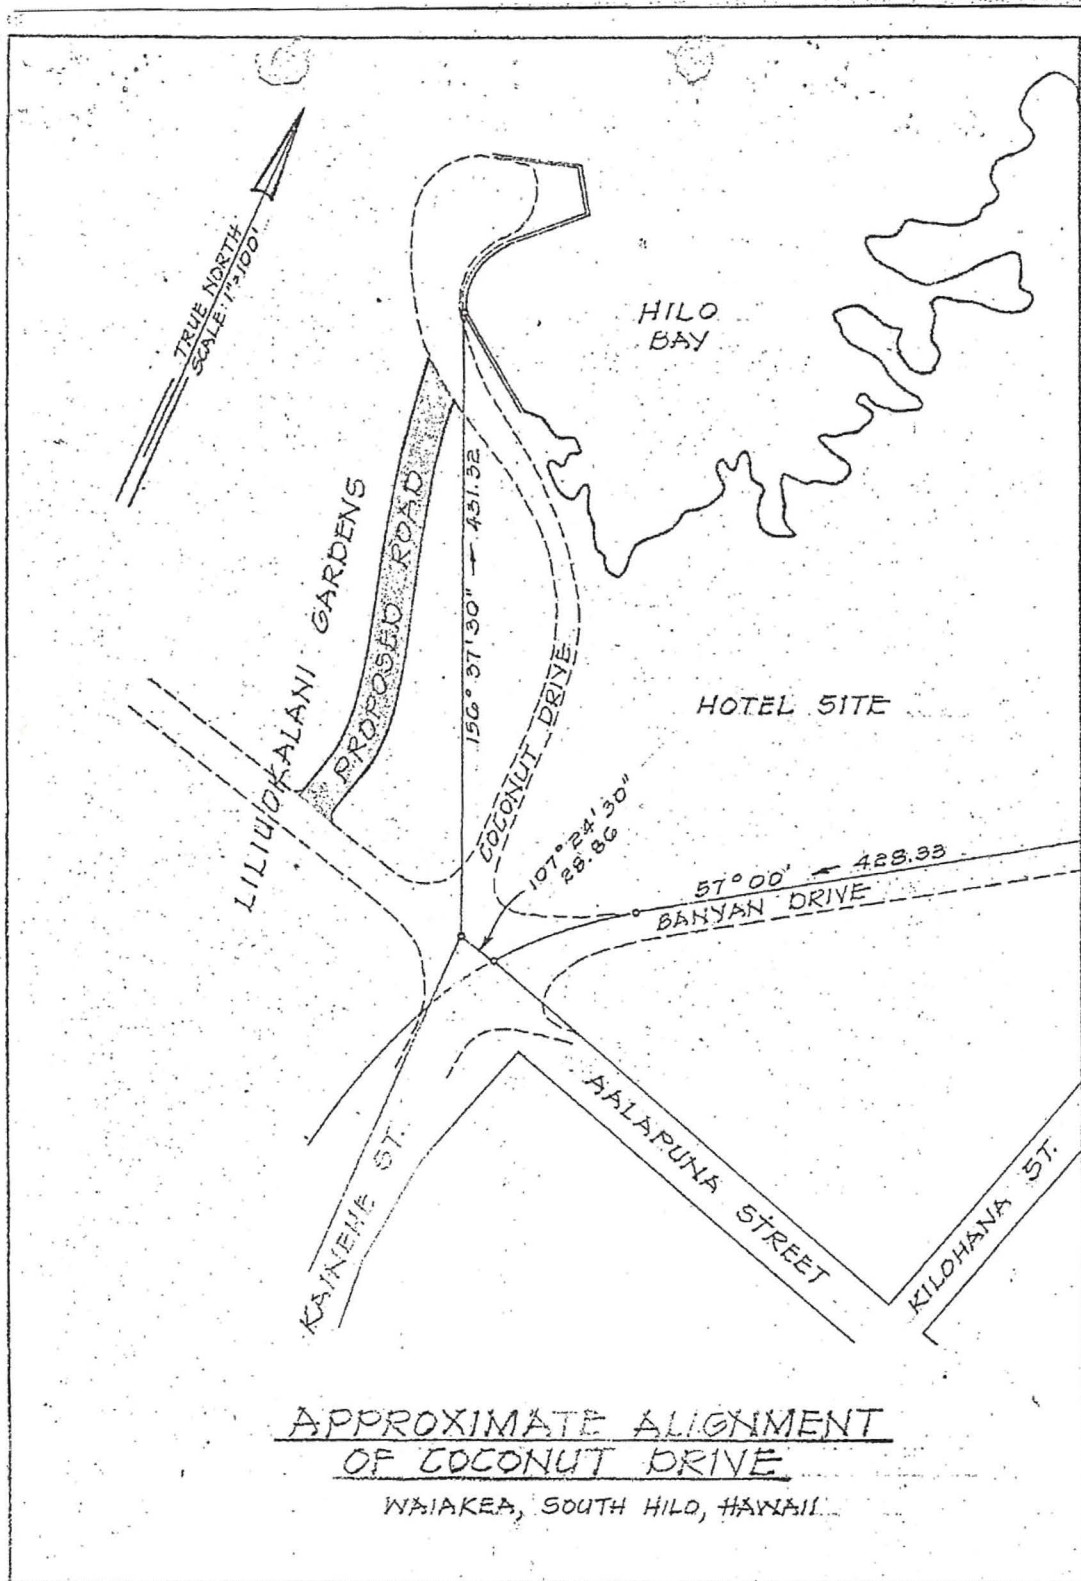 TRUE NORTH
SCALE: 1"=100'
HILO
BAY
LILIUOKALANI GARDENS
PROPOSED ROAD
156° 37' 30" 431.32
COCONUT DRIVE
HOTEL SITE
107° 24' 30"
28.86
57° 00' 428.33
BANYAN DRIVE
KAINEHE ST.
AALAPUNA STREET
KILOHANA ST.
APPROXIMATE ALIGNMENT
OF COCONUT DRIVE
WAIAKEA, SOUTH HILO, HAWAII